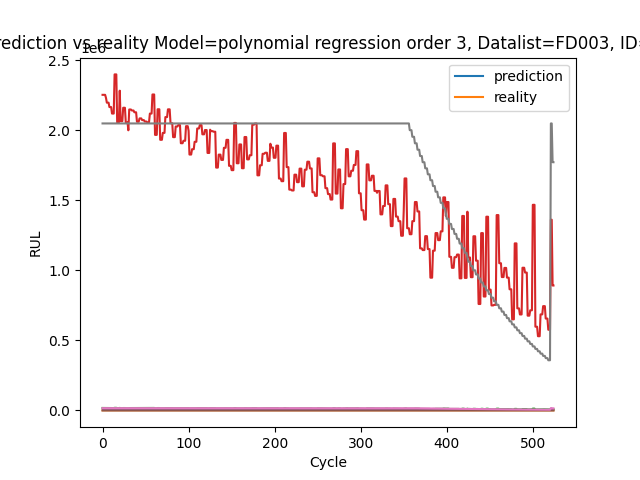 rediction vs reality Model=polynomial regression order 3, Datalist=FD003, ID=
1e6
2.5
2.0
1.5
1.0
0.5
0.0
RUL
prediction
reality
0 100 200 300 400 500
Cycle